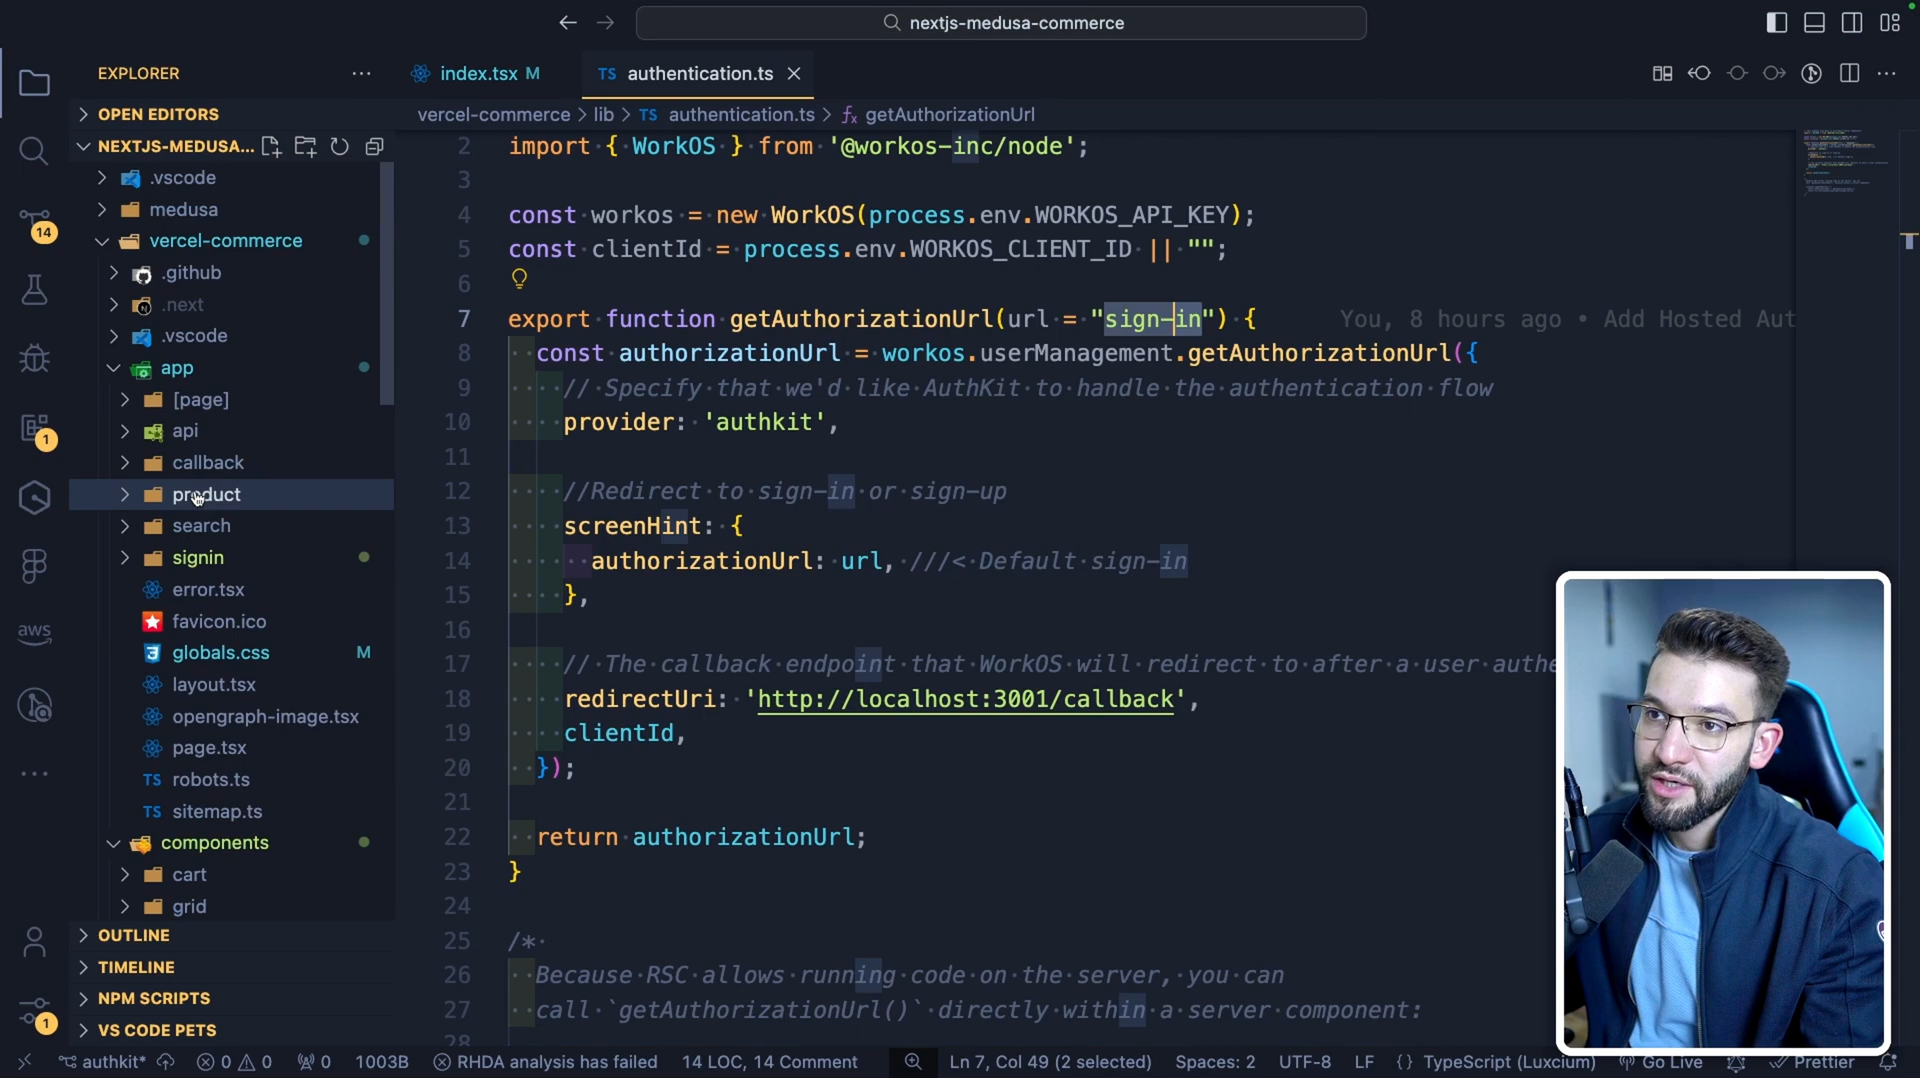 nextjs-medusa-commerce
EXPLORER
OPEN EDITORS
NEXTJS-MEDUSA...
.vscode
medusa
vercel-commerce
.github
.next
.vscode
app
[page]
api
callback
product
search
signin
error.tsx
favicon.ico
globals.css M
layout.tsx
opengraph-image.tsx
page.tsx
robots.ts
sitemap.ts
components
cart
grid
OUTLINE
TIMELINE
NPM SCRIPTS
VS CODE PETS
14
1
aws
1
index.tsx M
TS authentication.ts
vercel-commerce > lib > TS authentication.ts > getAuthorizationUrl
2 import { WorkOS } from '@workos-inc/node';
3
4 const workos = new WorkOS(process.env.WORKOS_API_KEY);
5 const clientId = process.env.WORKOS_CLIENT_ID || "";
6
7 export function getAuthorizationUrl(url = "sign-in") { You, 8 hours ago • Add Hosted Aut
8 const authorizationUrl = workos.userManagement.getAuthorizationUrl({
9 // Specify that we'd like AuthKit to handle the authentication flow
10 provider: 'authkit',
11
12 //Redirect to sign-in or sign-up
13 screenHint: {
14 authorizationUrl: url, ///< Default sign-in
15 },
16
17 // The callback endpoint that WorkOS will redirect to after a user authe
18 redirectUri: 'http://localhost:3001/callback',
19 clientId,
20 });
21
22 return authorizationUrl;
23 }
24
25 /*
26 Because RSC allows running code on the server, you can
27 call `getAuthorizationUrl()` directly within a server component:
28
authkit* 0 0 0 1003B RHDA analysis has failed 14 LOC, 14 Comment Ln 7, Col 49 (2 selected) Spaces: 2 UTF-8 LF {} TypeScript (Luxcium) Go Live Prettier